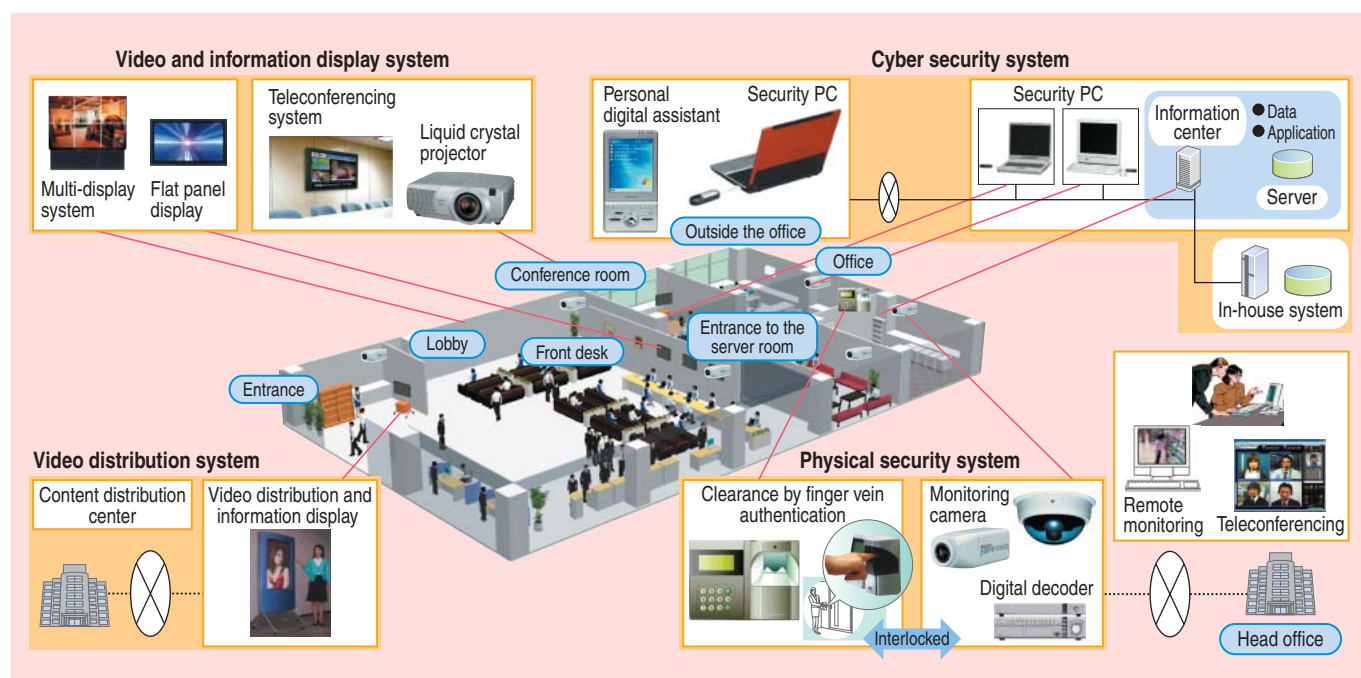 Video and information display system
Multi-display
system
Flat panel
display
Teleconferencing
system
Liquid crystal
projector
Cyber security system
Personal
digital assistant
Security PC
Outside the office
Security PC
Information
center
● Data
● Application
Server
In-house system
Conference room
Office
Lobby
Front desk
Entrance to the
server room
Entrance
Video distribution system
Content distribution
center
Video distribution and
information display
Physical security system
Clearance by finger vein
authentication
Monitoring
camera
Digital decoder
Interlocked
Remote
monitoring
Teleconferencing
Head office